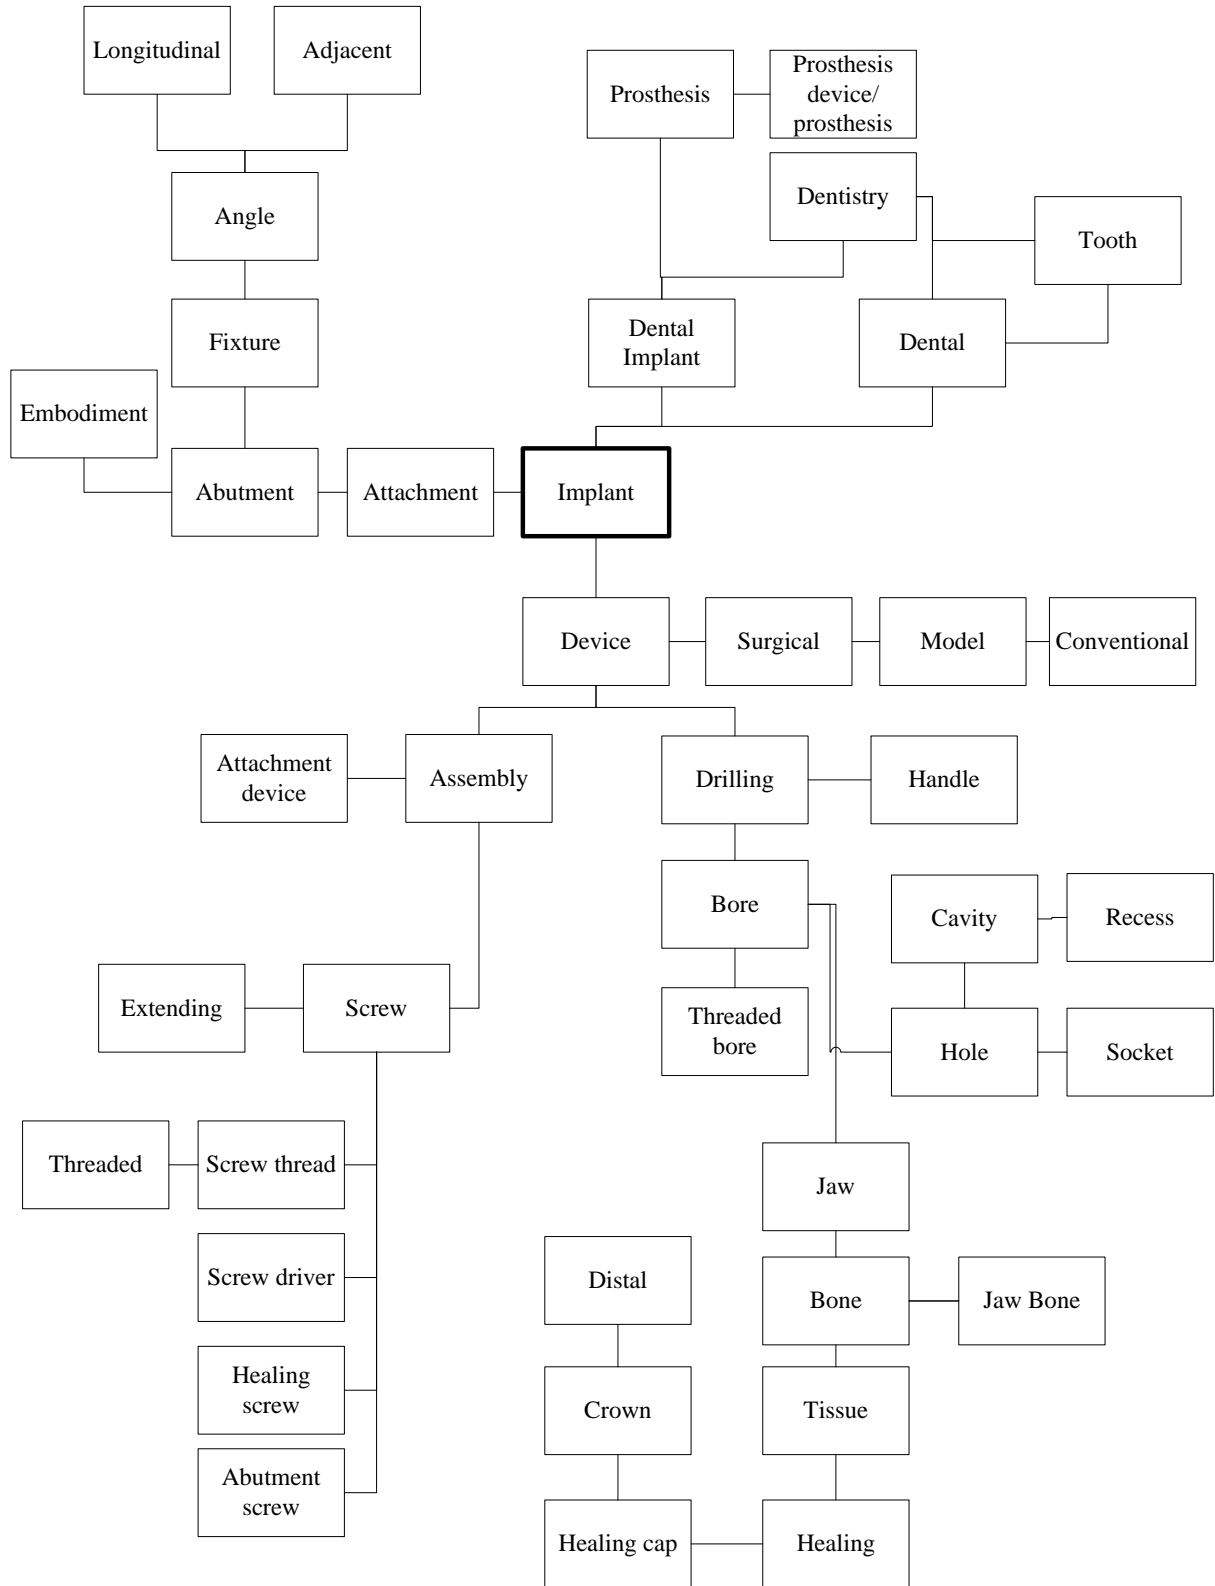 Longitudinal
Adjacent
Prosthesis
Prosthesis
device/
prosthesis
Dentistry
Tooth
Angle
Fixture
Dental
Implant
Dental
Embodiment
Abutment
Attachment
Implant
Device
Surgical
Model
Conventional
Attachment
device
Assembly
Drilling
Handle
Bore
Cavity
Recess
Extending
Screw
Threaded
bore
Hole
Socket
Threaded
Screw thread
Jaw
Screw driver
Distal
Bone
Jaw Bone
Healing
screw
Crown
Tissue
Abutment
screw
Healing cap
Healing